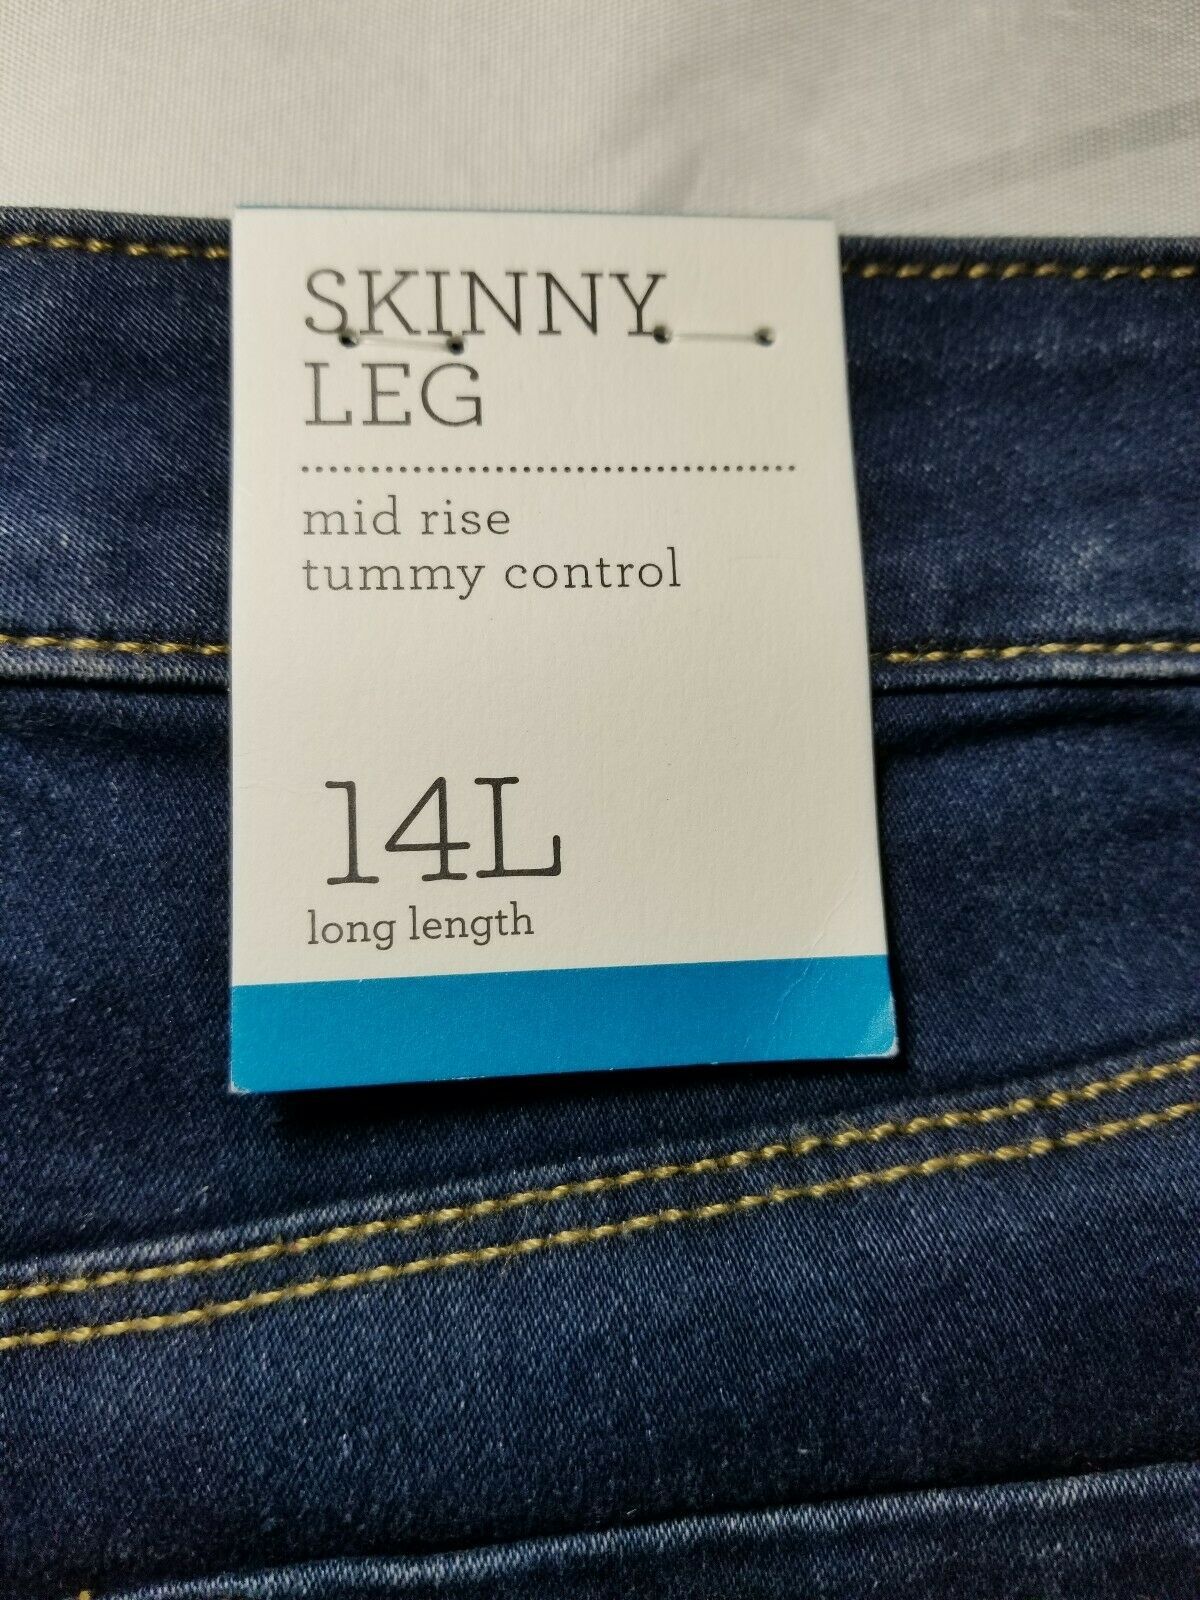 SKINNY
LEG
mid rise
tummy control
14L
long length